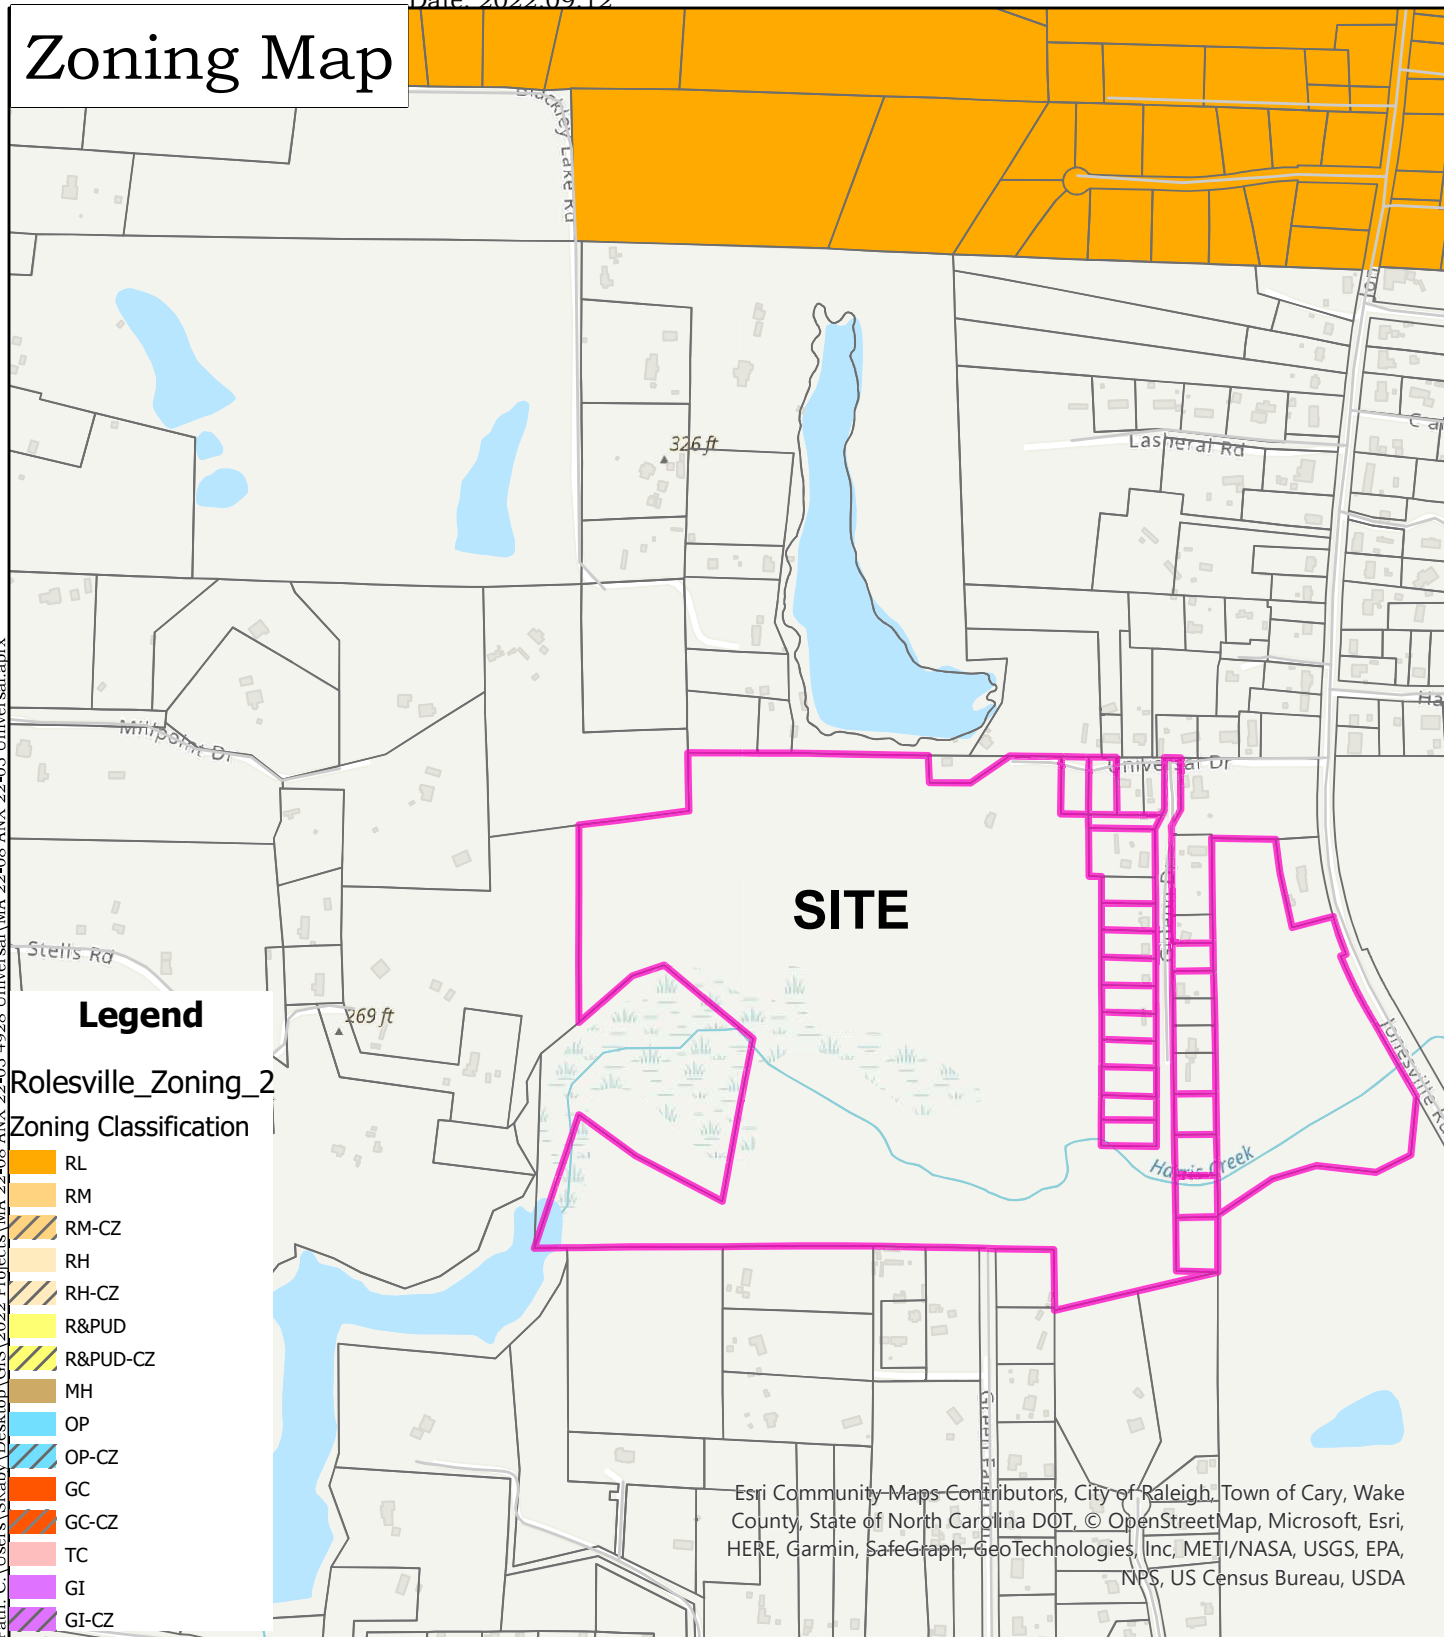 Date: 2022.09.12
Zoning Map
Blackley Lake Rd
326 ft
Lasheral Rd
Millpoint Dr
Universal Dr
SITE
Stells Rd
269 ft
Jonesville Rd
Harris Creek
Legend
Rolesville_Zoning_2
Zoning Classification
RL
RM
RM-CZ
RH
RH-CZ
R&PUD
R&PUD-CZ
MH
OP
OP-CZ
GC
GC-CZ
TC
GI
GI-CZ
Esri Community Maps Contributors, City of Raleigh, Town of Cary, Wake
County, State of North Carolina DOT, © OpenStreetMap, Microsoft, Esri,
HERE, Garmin, SafeGraph, GeoTechnologies, Inc, METI/NASA, USGS, EPA,
NPS, US Census Bureau, USDA